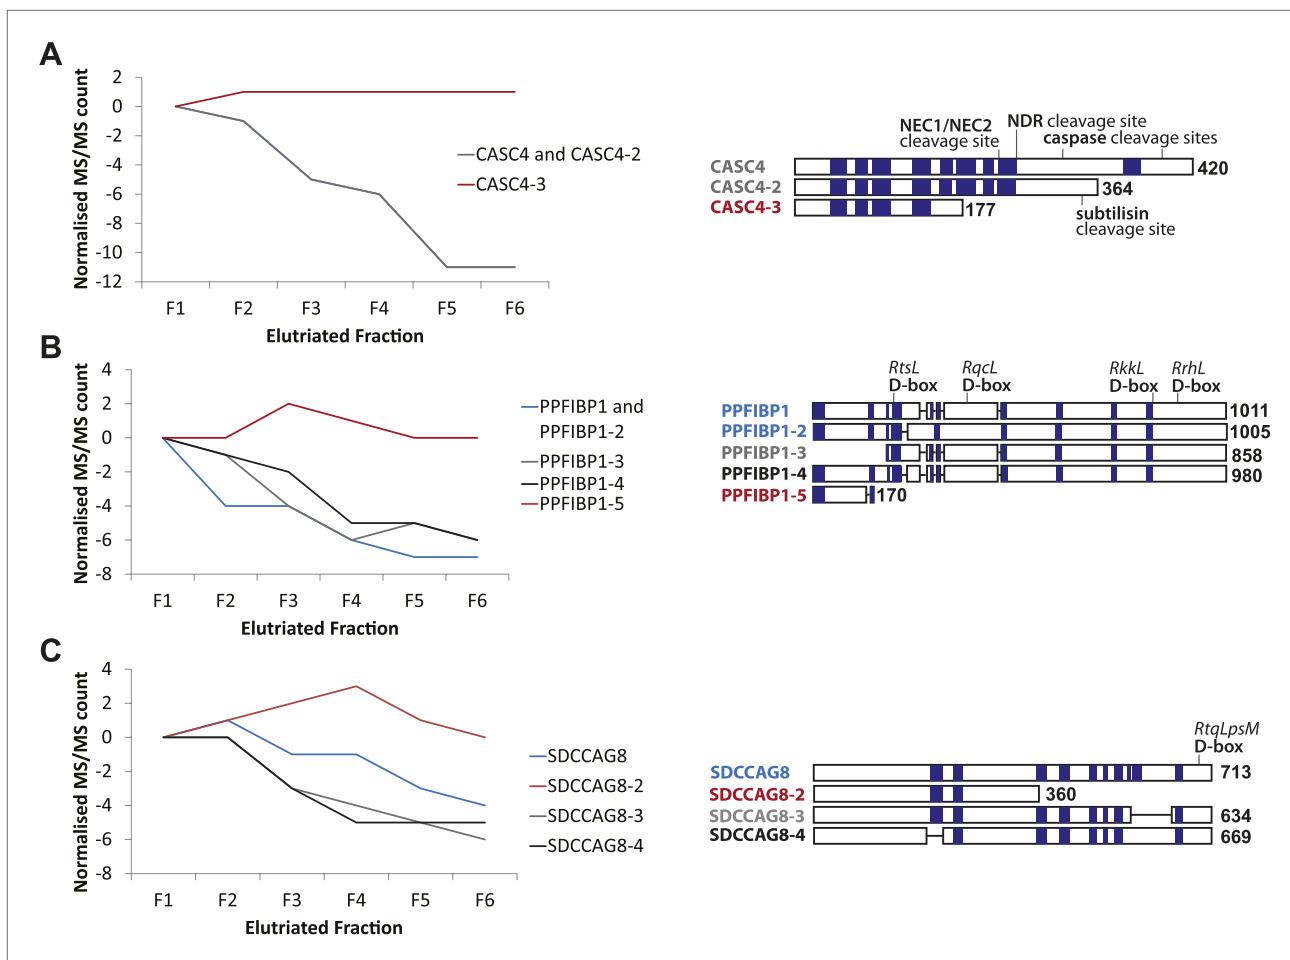 A
Normalised MS/MS count
2
0
-2
-4
-6
-8
-10
-12
F1 F2 F3 F4 F5 F6
Elutriated Fraction
CASC4 and CASC4-2
CASC4-3
NEC1/NEC2
cleavage site
NDR cleavage site
caspase cleavage sites
CASC4 420
CASC4-2 364
CASC4-3 177
subtilisin
cleavage site
B
Normalised MS/MS count
4
2
0
-2
-4
-6
-8
F1 F2 F3 F4 F5 F6
Elutriated Fraction
PPFIBP1 and
PPFIBP1-2
PPFIBP1-3
PPFIBP1-4
PPFIBP1-5
RtsL RqcL RkkL RrhL
D-box D-box D-box D-box
PPFIBP1 1011
PPFIBP1-2 1005
PPFIBP1-3 858
PPFIBP1-4 980
PPFIBP1-5 170
C
Normalised MS/MS count
4
2
0
-2
-4
-6
-8
F1 F2 F3 F4 F5 F6
Elutriated Fraction
SDCCAG8
SDCCAG8-2
SDCCAG8-3
SDCCAG8-4
RtqLpsM
D-box
SDCCAG8 713
SDCCAG8-2 360
SDCCAG8-3 634
SDCCAG8-4 669